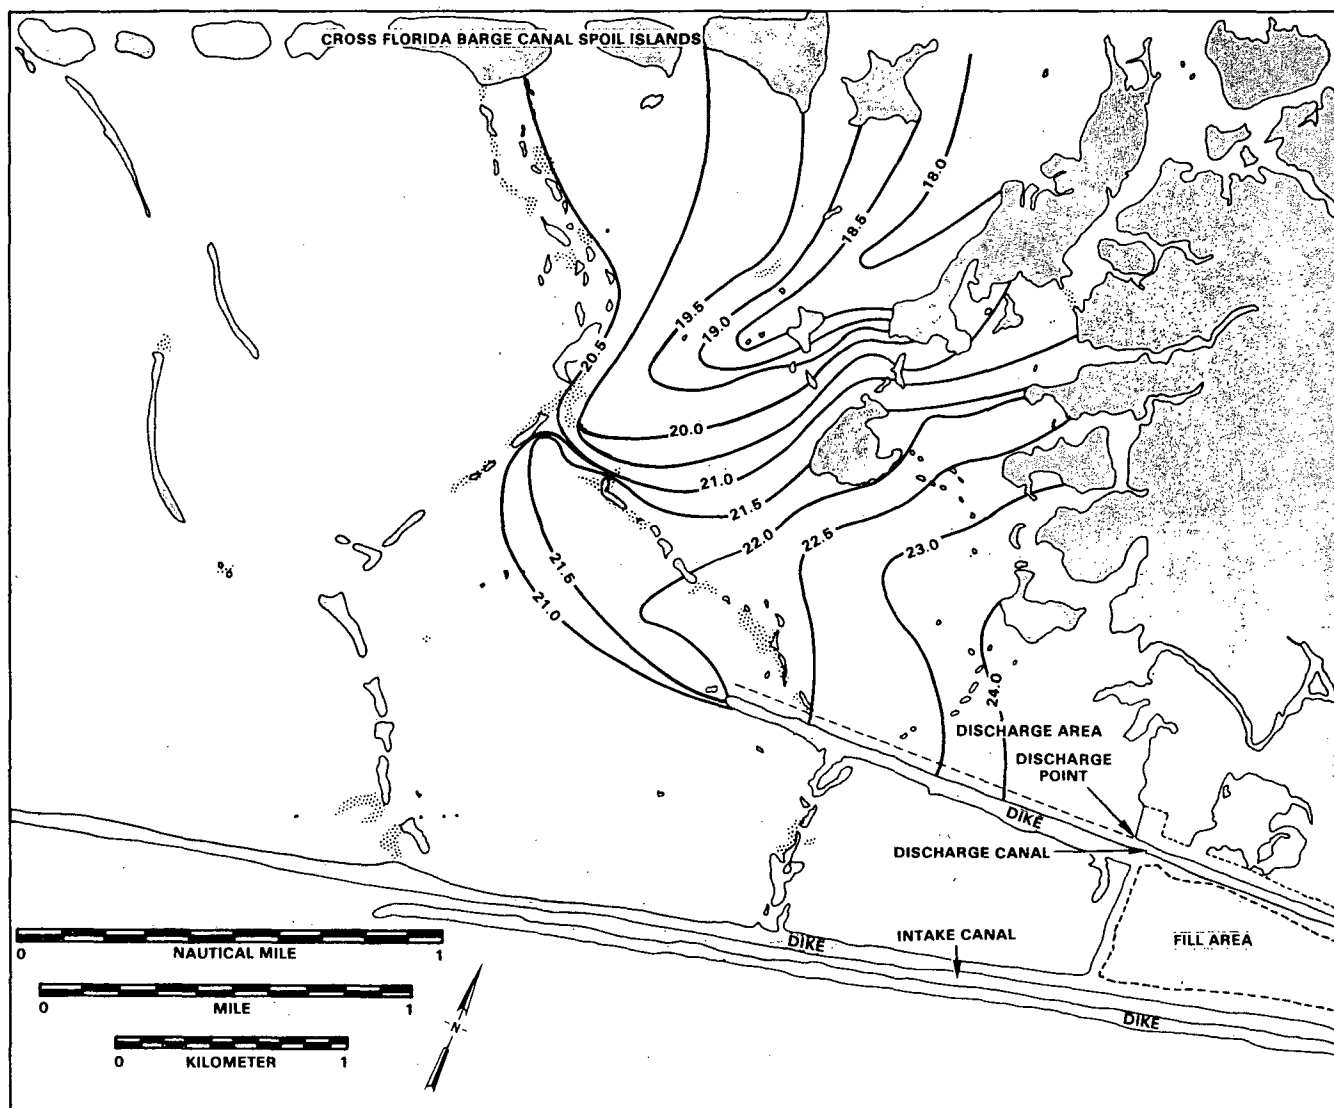 CROSS FLORIDA BARGE CANAL SPOIL ISLANDS
18.0
18.5
19.5
19.0
20.5
20.0
21.0
21.5
22.0
22.5
23.0
21.5
21.0
24.0
DISCHARGE AREA
DISCHARGE
POINT
DIKE
DISCHARGE CANAL
DIKE
INTAKE CANAL
FILL AREA
DIKE
0
1
NAUTICAL MILE
0
1
MILE
0
1
KILOMETER
N